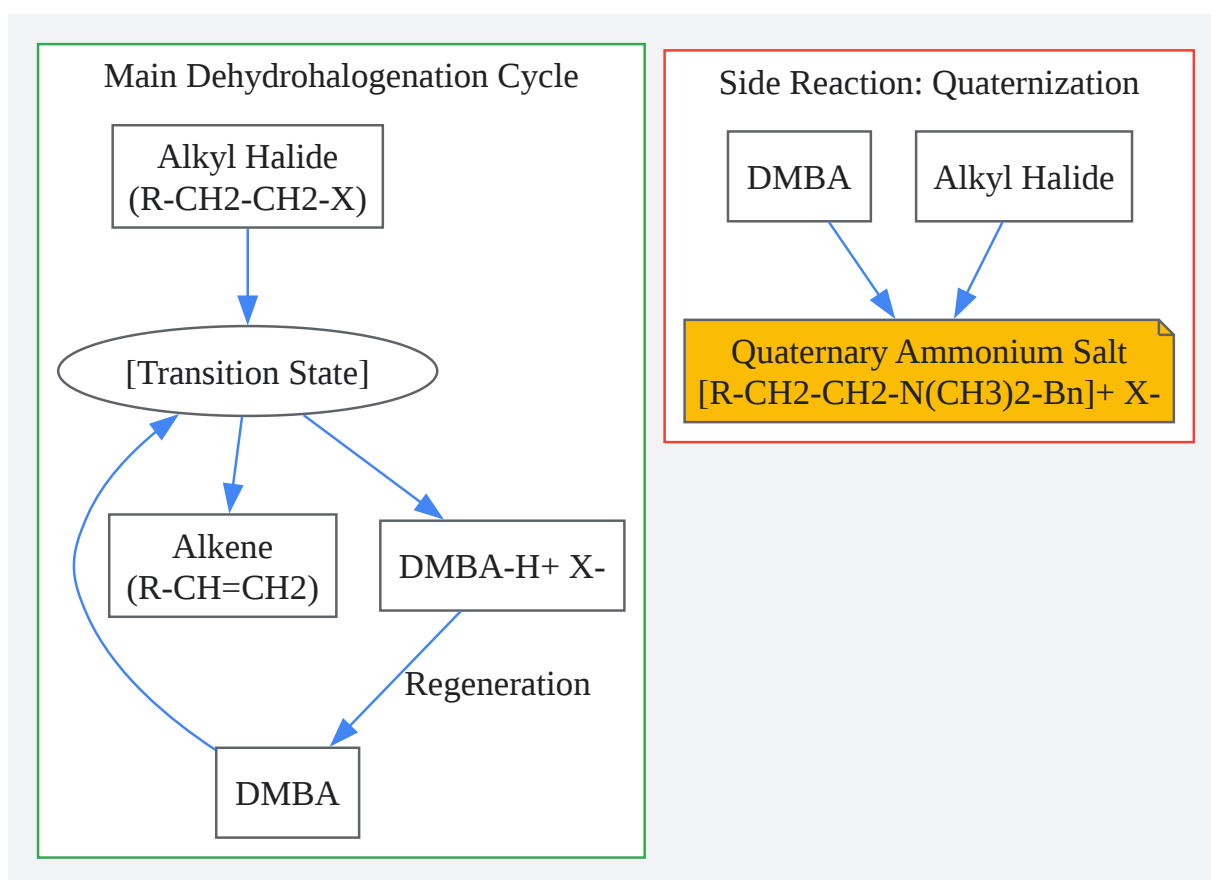 Main Dehydrohalogenation Cycle
Alkyl Halide
(R-CH2-CH2-X)
[Transition State]
Alkene
(R-CH=CH2)
DMBA-H+ X-
Regeneration
DMBA
Side Reaction: Quaternization
DMBA
Alkyl Halide
Quaternary Ammonium Salt
[R-CH2-CH2-N(CH3)2-Bn]+ X-